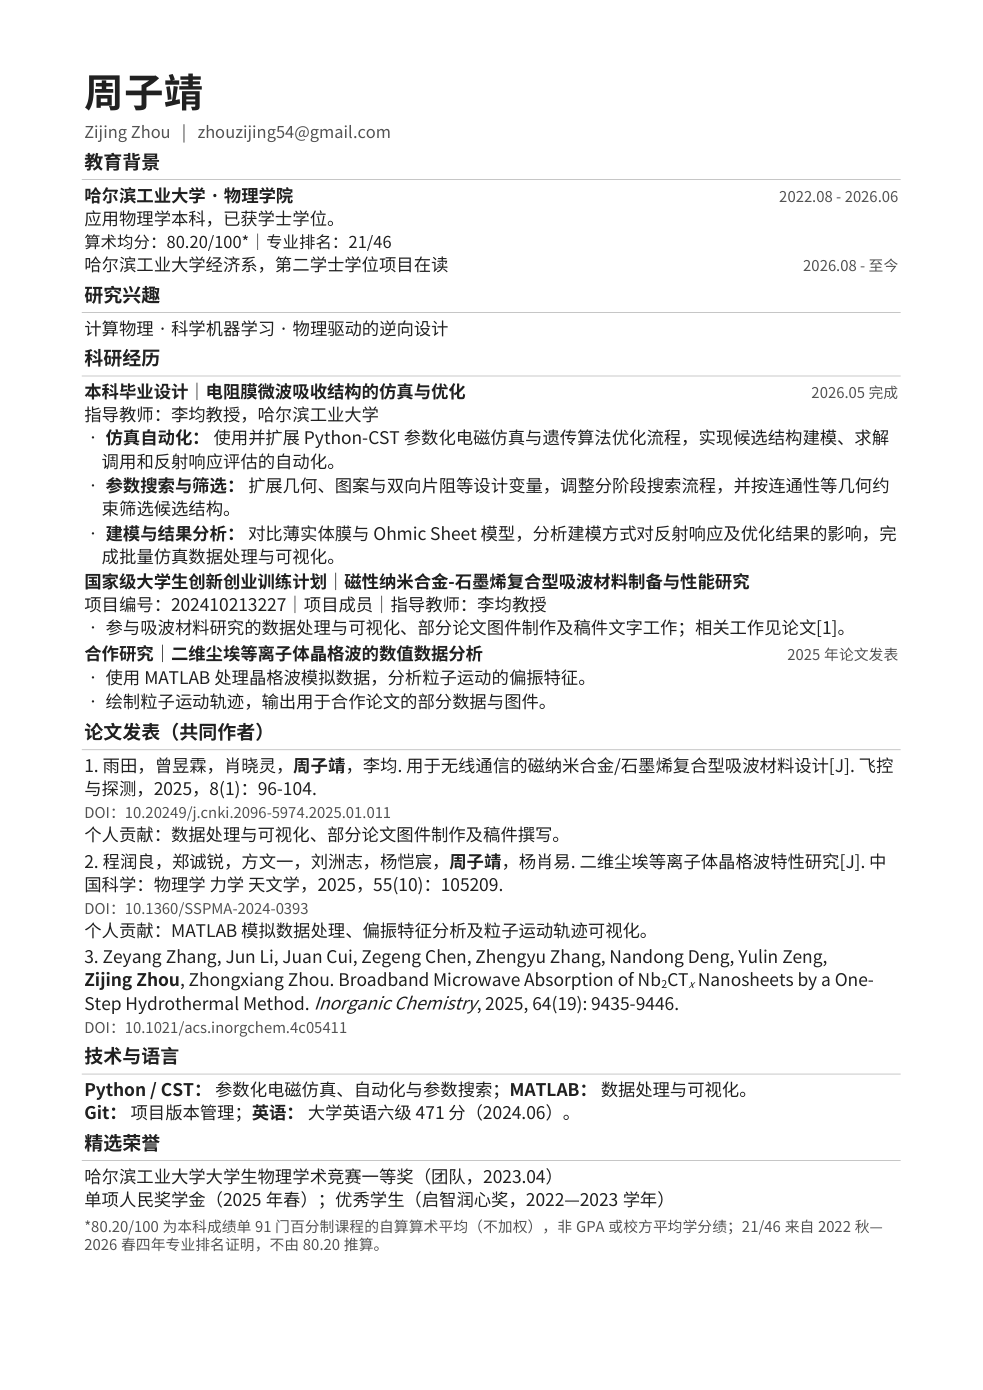 周子靖
Zijing Zhou | zhouzijing54@gmail.com
教育背景
哈尔滨工业大学 · 物理学院 2022.08 - 2026.06
应用物理学本科，已获学士学位。
算术均分：80.20/100*｜专业排名：21/46
哈尔滨工业大学经济系，第二学士学位项目在读 2026.08 - 至今
研究兴趣
计算物理 · 科学机器学习 · 物理驱动的逆向设计
科研经历
本科毕业设计｜电阻膜微波吸收结构的仿真与优化 2026.05 完成
指导教师：李均教授，哈尔滨工业大学
· 仿真自动化： 使用并扩展 Python-CST 参数化电磁仿真与遗传算法优化流程，实现候选结构建模、求解
调用和反射响应评估的自动化。
· 参数搜索与筛选： 扩展几何、图案与双向片阻等设计变量，调整分阶段搜索流程，并按连通性等几何约
束筛选候选结构。
· 建模与结果分析： 对比薄实体膜与 Ohmic Sheet 模型，分析建模方式对反射响应及优化结果的影响，完
成批量仿真数据处理与可视化。
国家级大学生创新创业训练计划｜磁性纳米合金-石墨烯复合型吸波材料制备与性能研究
项目编号：202410213227｜项目成员｜指导教师：李均教授
· 参与吸波材料研究的数据处理与可视化、部分论文图件制作及稿件文字工作；相关工作见论文[1]。
合作研究｜二维尘埃等离子体晶格波的数值数据分析 2025 年论文发表
· 使用 MATLAB 处理晶格波模拟数据，分析粒子运动的偏振特征。
· 绘制粒子运动轨迹，输出用于合作论文的部分数据与图件。
论文发表（共同作者）
1. 雨田，曾昱霖，肖晓灵，周子靖，李均. 用于无线通信的磁纳米合金/石墨烯复合型吸波材料设计[J]. 飞控
与探测，2025，8(1)：96-104.
DOI：10.20249/j.cnki.2096-5974.2025.01.011
个人贡献：数据处理与可视化、部分论文图件制作及稿件撰写。
2. 程润良，郑诚锐，方文一，刘洲志，杨恺宸，周子靖，杨肖易. 二维尘埃等离子体晶格波特性研究[J]. 中
国科学：物理学 力学 天文学，2025，55(10)：105209.
DOI：10.1360/SSPMA-2024-0393
个人贡献：MATLAB 模拟数据处理、偏振特征分析及粒子运动轨迹可视化。
3. Zeyang Zhang, Jun Li, Juan Cui, Zegeng Chen, Zhengyu Zhang, Nandong Deng, Yulin Zeng,
Zijing Zhou, Zhongxiang Zhou. Broadband Microwave Absorption of Nb₂CTₓ Nanosheets by a One-
Step Hydrothermal Method. Inorganic Chemistry, 2025, 64(19): 9435-9446.
DOI：10.1021/acs.inorgchem.4c05411
技术与语言
Python / CST： 参数化电磁仿真、自动化与参数搜索；MATLAB： 数据处理与可视化。
Git： 项目版本管理；英语： 大学英语六级 471 分（2024.06）。
精选荣誉
哈尔滨工业大学大学生物理学术竞赛一等奖（团队，2023.04）
单项人民奖学金（2025 年春）；优秀学生（启智润心奖，2022—2023 学年）
*80.20/100 为本科成绩单 91 门百分制课程的自算算术平均（不加权），非 GPA 或校方平均学分绩；21/46 来自 2022 秋—
2026 春四年专业排名证明，不由 80.20 推算。